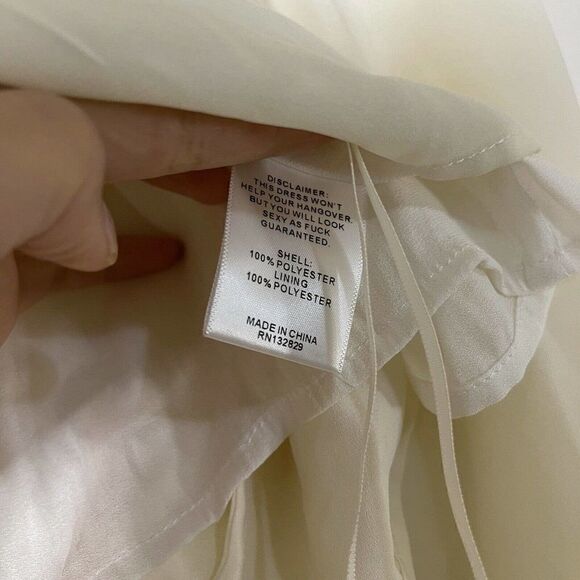 DISCLAIMER:
THIS DRESS WON'T
HELP YOUR HANGOVER.
BUT YOU WILL LOOK
SEXY AS FUCK
GUARANTEED.
SHELL:
100% POLYESTER
LINING
100% POLYESTER
MADE IN CHINA
RN132829